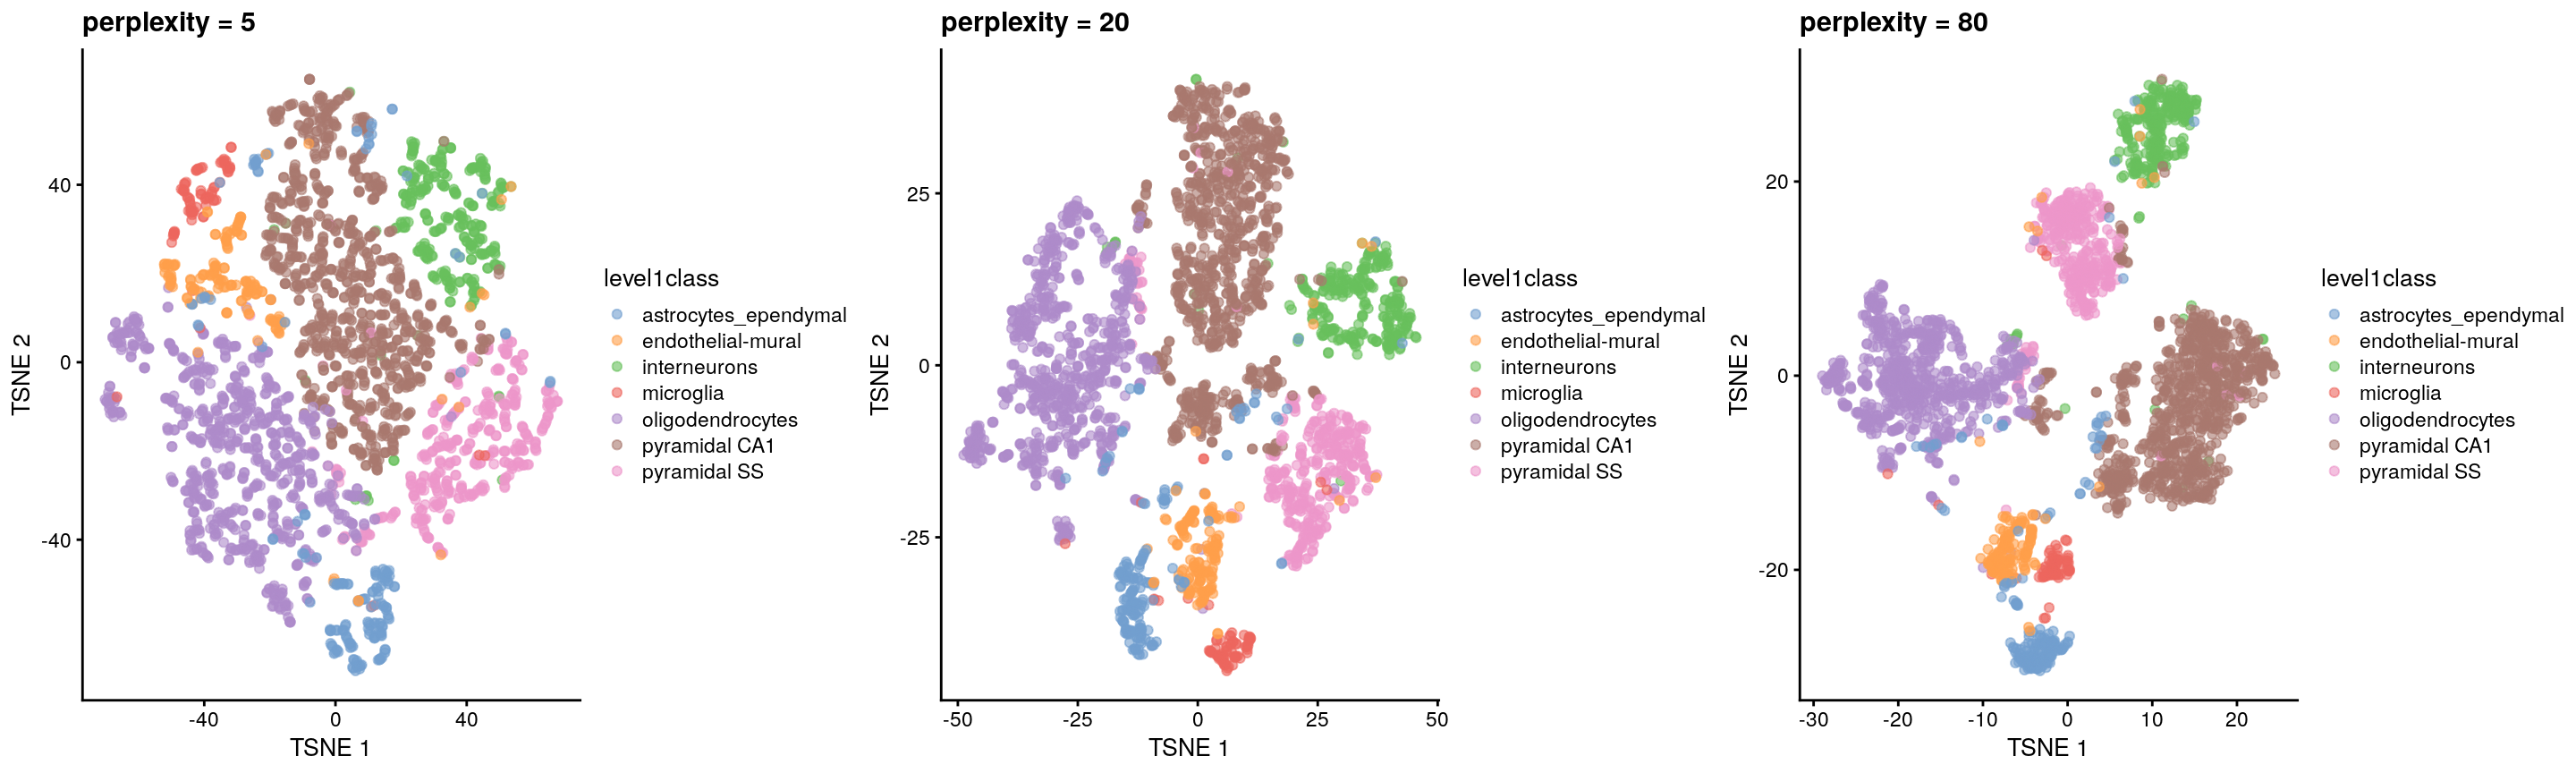 perplexity = 5
40
0
-40
TSNE 2
-40
0
40
TSNE 1
level1class
astrocytes_ependymal
endothelial-mural
interneurons
microglia
oligodendrocytes
pyramidal CA1
pyramidal SS
perplexity = 20
25
0
-25
TSNE 2
-50
-25
0
25
50
TSNE 1
level1class
astrocytes_ependymal
endothelial-mural
interneurons
microglia
oligodendrocytes
pyramidal CA1
pyramidal SS
perplexity = 80
20
0
-20
TSNE 2
-30
-20
-10
0
10
20
TSNE 1
level1class
astrocytes_ependymal
endothelial-mural
interneurons
microglia
oligodendrocytes
pyramidal CA1
pyramidal SS